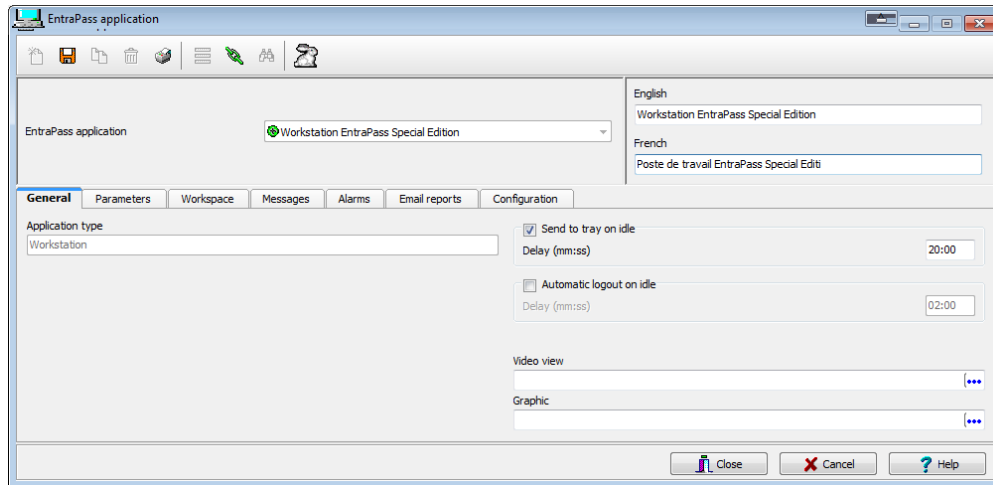 EntraPass application
English
Workstation EntraPass Special Edition
EntraPass application
Workstation EntraPass Special Edition
French
Poste de travail EntraPass Special Editi
General Parameters Workspace Messages Alarms Email reports Configuration
Application type
Workstation
Send to tray on idle
Delay (mm:ss) 20:00
Automatic logout on idle
Delay (mm:ss) 02:00
Video view
Graphic
Close Cancel Help